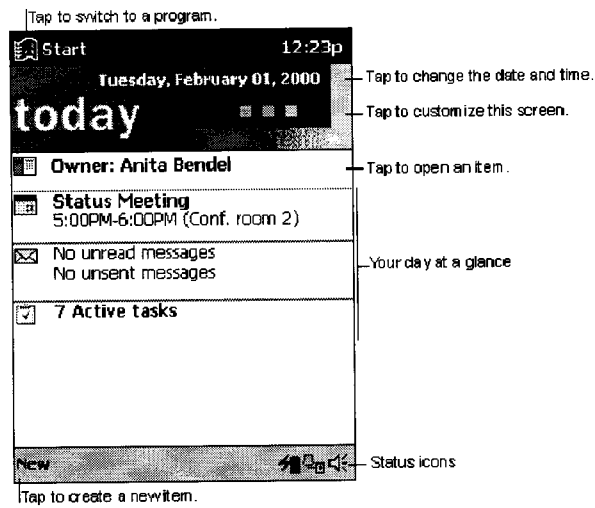 Tap to switch to a program.
Start 12:23p
Tuesday, February 01, 2000
Tap to change the date and time.
today
Tap to customize this screen.
Owner: Anita Bendel
Tap to open an item.
Status Meeting
5:00PM-6:00PM (Conf. room 2)
No unread messages
No unsent messages
Your day at a glance
7 Active tasks
New
Status icons
Tap to create a new item.